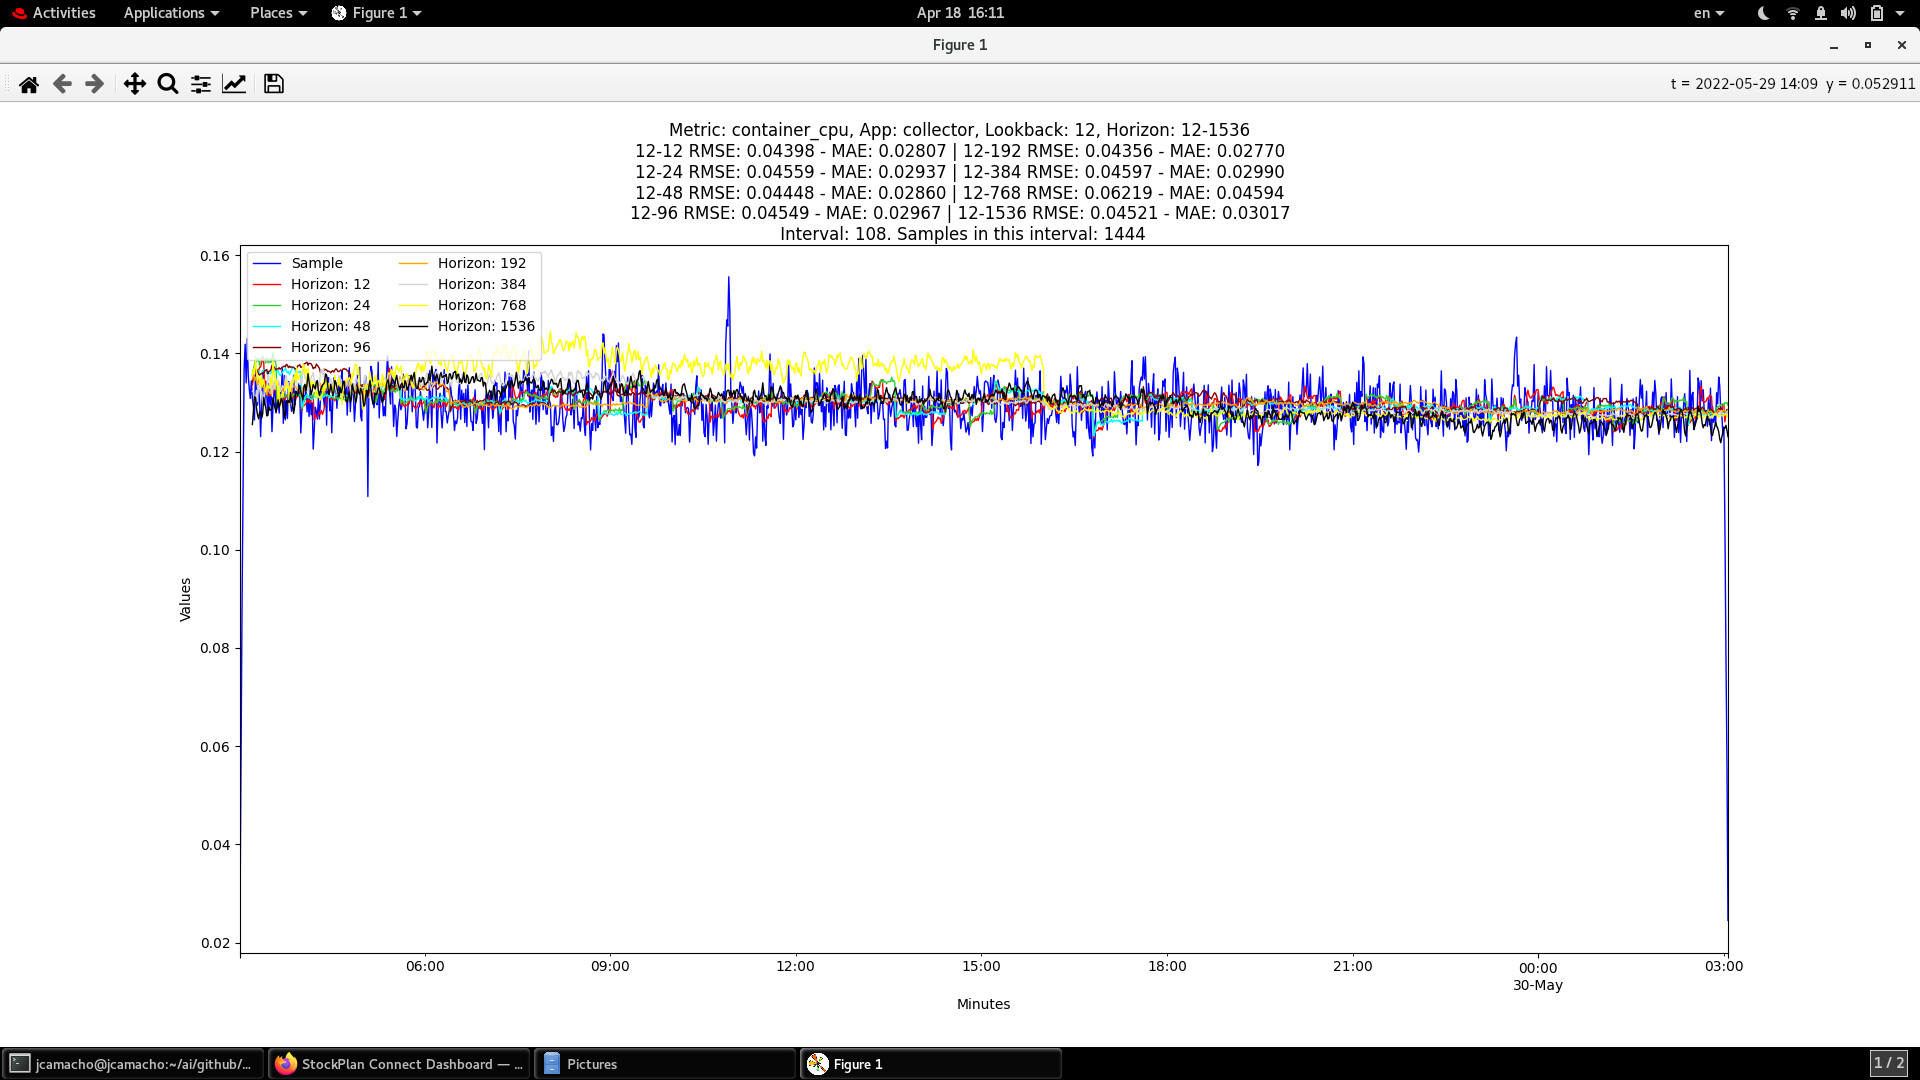 Activities Applications Places Figure 1 Apr 18 16:11 en
Figure 1
t = 2022-05-29 14:09 y = 0.052911
Metric: container_cpu, App: collector, Lookback: 12, Horizon: 12-1536
12-12 RMSE: 0.04398 - MAE: 0.02807 | 12-192 RMSE: 0.04356 - MAE: 0.02770
12-24 RMSE: 0.04559 - MAE: 0.02937 | 12-384 RMSE: 0.04597 - MAE: 0.02990
12-48 RMSE: 0.04448 - MAE: 0.02860 | 12-768 RMSE: 0.06219 - MAE: 0.04594
12-96 RMSE: 0.04549 - MAE: 0.02967 | 12-1536 RMSE: 0.04521 - MAE: 0.03017
Interval: 108. Samples in this interval: 1444
Sample
Horizon: 12
Horizon: 24
Horizon: 48
Horizon: 96
Horizon: 192
Horizon: 384
Horizon: 768
Horizon: 1536
0.16
0.14
0.12
0.10
0.08
0.06
0.04
0.02
Values
06:00 09:00 12:00 15:00 18:00 21:00 00:00 03:00
30-May
Minutes
jcamacho@jcamacho:~/ai/github/... StockPlan Connect Dashboard — ... Pictures Figure 1 1 / 2